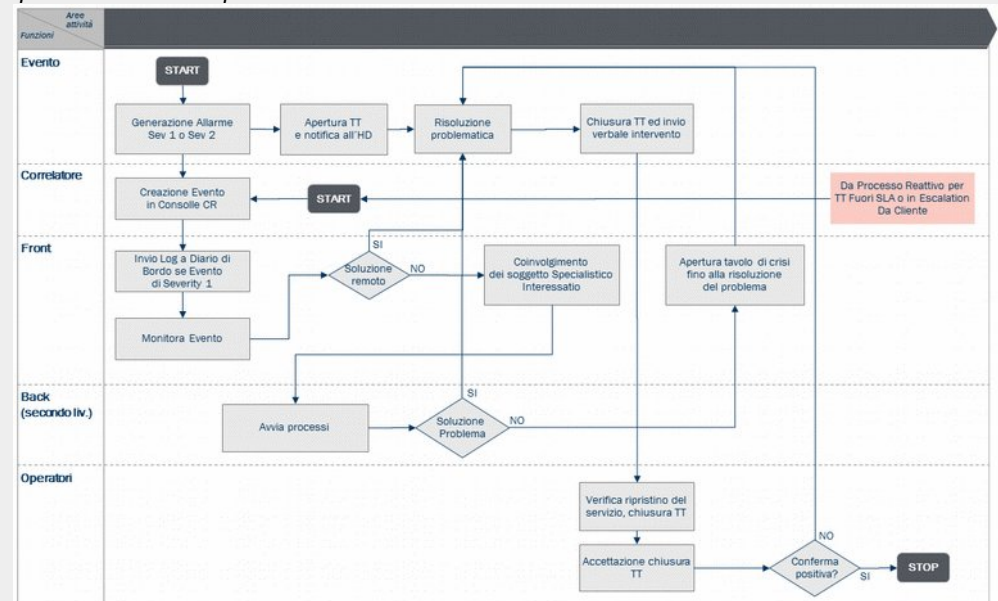 Aree
attività
Funzioni
Evento
START
Generazione Allarme
Sev 1 o Sev 2
Apertura TT
e notifica all'HD
Risoluzione
problematica
Chiusura TT ed invio
verbale intervento
Correlatore
Creazione Evento
in Consolle CR
START
Da Processo Reattivo per
TT Fuori SLA o in Escalation
Da Cliente
Front
Invio Log a Diario di
Bordo se Evento
di Severity 1
SI
Soluzione
remoto
NO
Coinvolgimento
dei soggetto Specialistico
Interessatio
Apertura tavolo di crisi
fino alla risoluzione
del problema
Monitora Evento
Back
(secondo liv.)
Avvia processi
SI
Soluzione
Problema
NO
Operatori
Verifica ripristino del
servizio, chiusura TT
Accettazione chiusura
TT
NO
Conferma
positiva?
SI
STOP